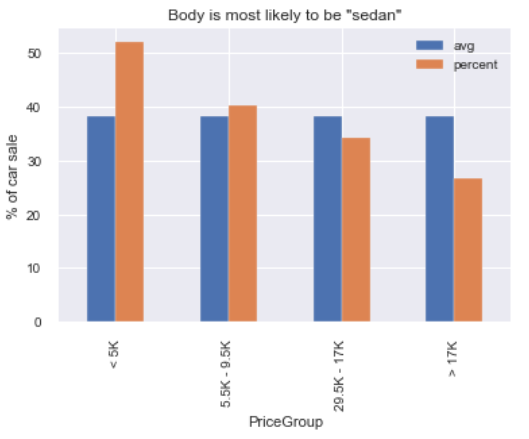 Body is most likely to be "sedan"
avg
percent
% of car sale
50
40
30
20
10
0
< 5K
5.5K - 9.5K
29.5K - 17K
> 17K
PriceGroup